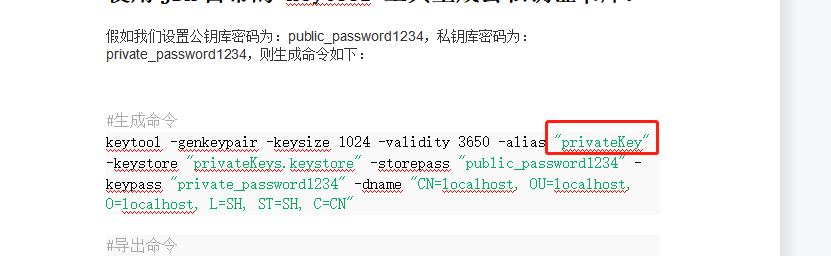 假如我们设置公钥库密码为：public_password1234，私钥库密码为：
private_password1234，则生成命令如下：
#生成命令
keytool -genkeypair -keysize 1024 -validity 3650 -alias "privateKey"
-keystore "privateKeys.keystore" -storepass "public_password1234" -
keypass "private_password1234" -dname "CN=localhost, OU=localhost,
O=localhost, L=SH, ST=SH, C=CN"
#导出命令